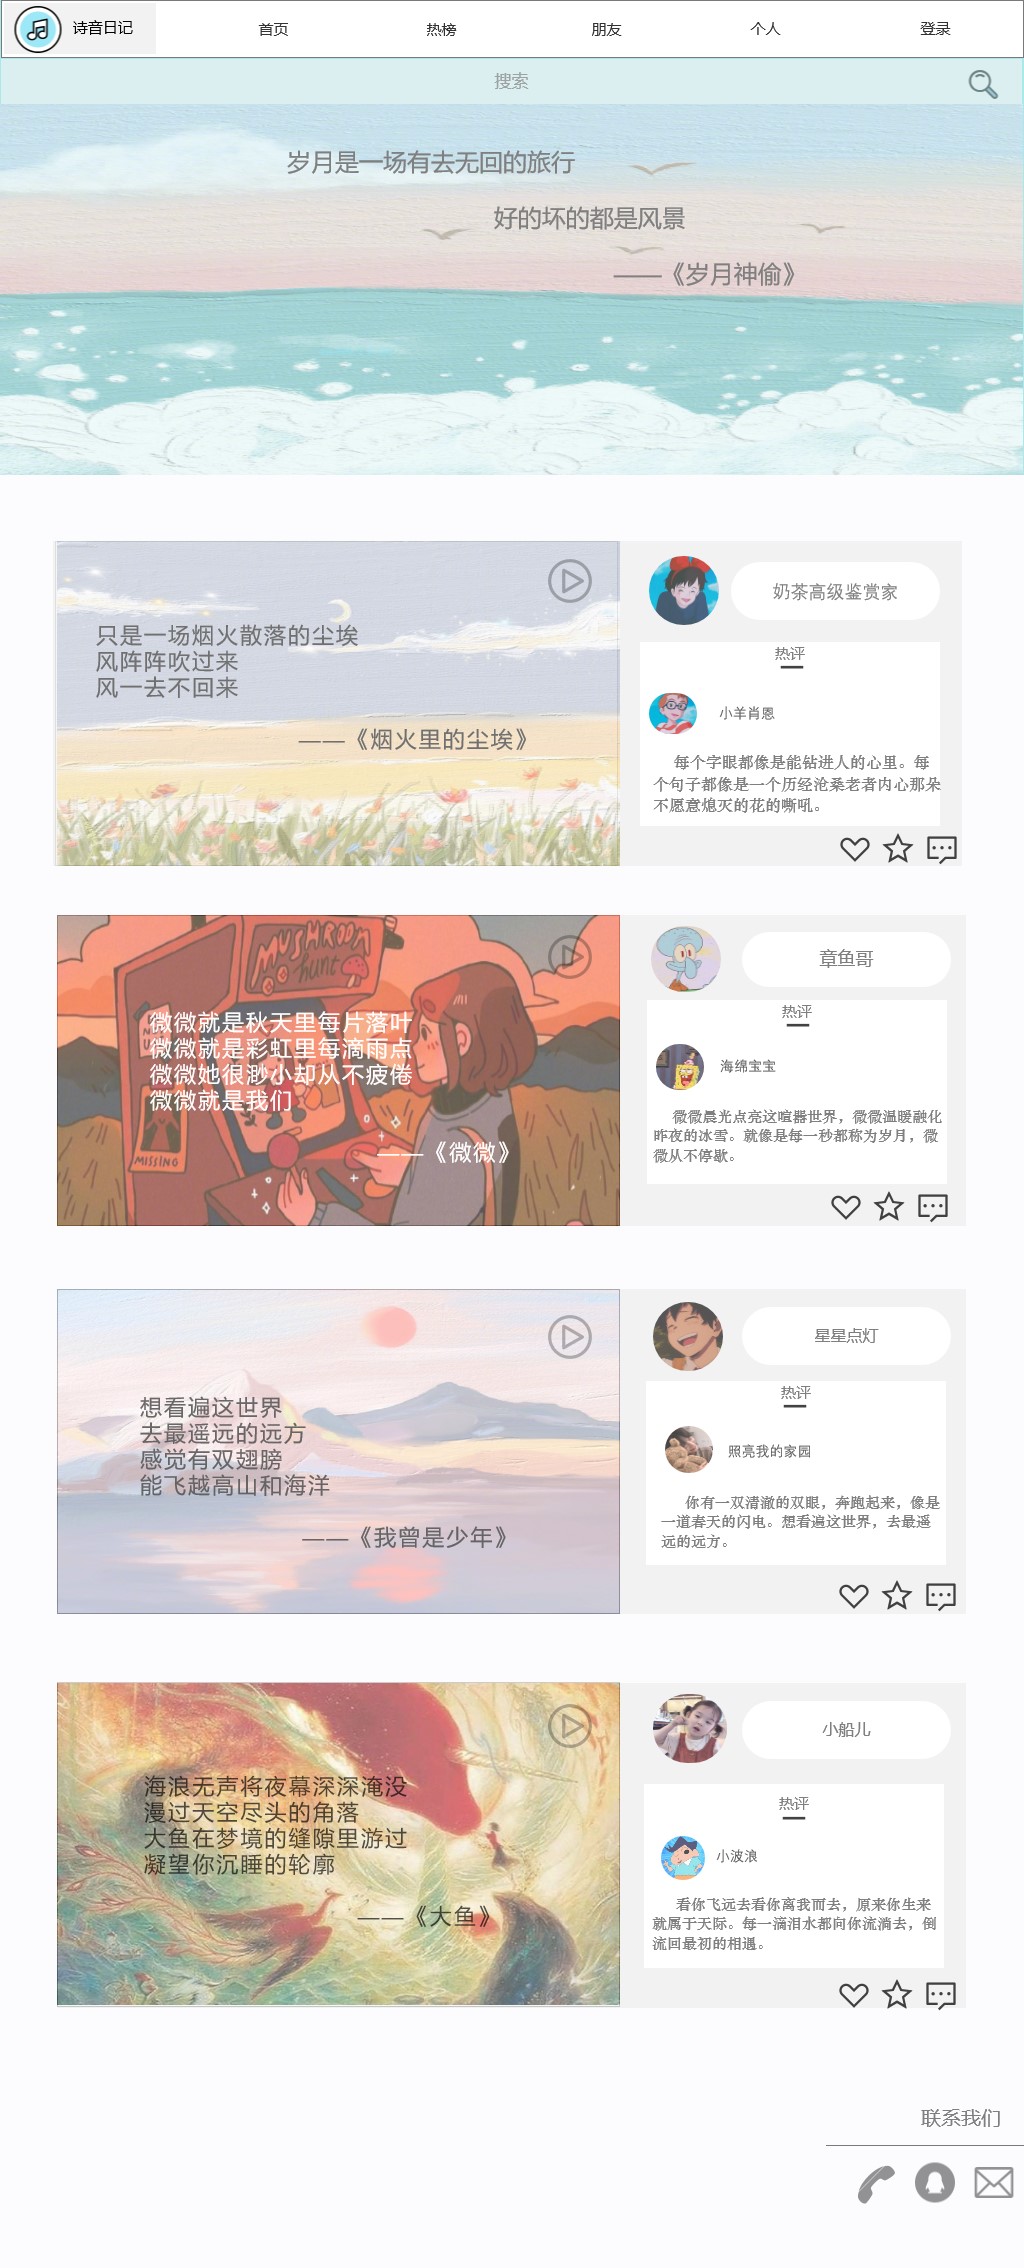 诗音日记
首页
热榜
朋友
个人
登录
搜索
岁月是一场有去无回的旅行
好的坏的都是风景
——《岁月神偷》
只是一场烟火散落的尘埃
风阵阵吹过来
风一去不回来
——《烟火里的尘埃》
奶茶高级鉴赏家
热评
小羊肖恩
每个字眼都像是能钻进人的心里。每
个句子都像是一个历经沧桑老者内心那朵
不愿意熄灭的花的嘶吼。
MUSHROOM
hunt
微微就是秋天里每片落叶
微微就是彩虹里每滴雨点
微微她很渺小却从不疲倦
微微就是我们
——《微微》
MISSING
章鱼哥
热评
海绵宝宝
微微晨光点亮这喧嚣世界，微微温暖融化
昨夜的冰雪。就像是每一秒都称为岁月，微
微从不停歇。
想看遍这世界
去最遥远的远方
感觉有双翅膀
能飞越高山和海洋
——《我曾是少年》
星星点灯
热评
照亮我的家园
你有一双清澈的双眼，奔跑起来，像是
一道春天的闪电。想看遍这世界，去最遥
远的远方。
海浪无声将夜幕深深淹没
漫过天空尽头的角落
大鱼在梦境的缝隙里游过
凝望你沉睡的轮廓
——《大鱼》
小船儿
热评
小波浪
看你飞远去看你离我而去，原来你生来
就属于天际。每一滴泪水都向你流淌去，倒
流回最初的相遇。
联系我们